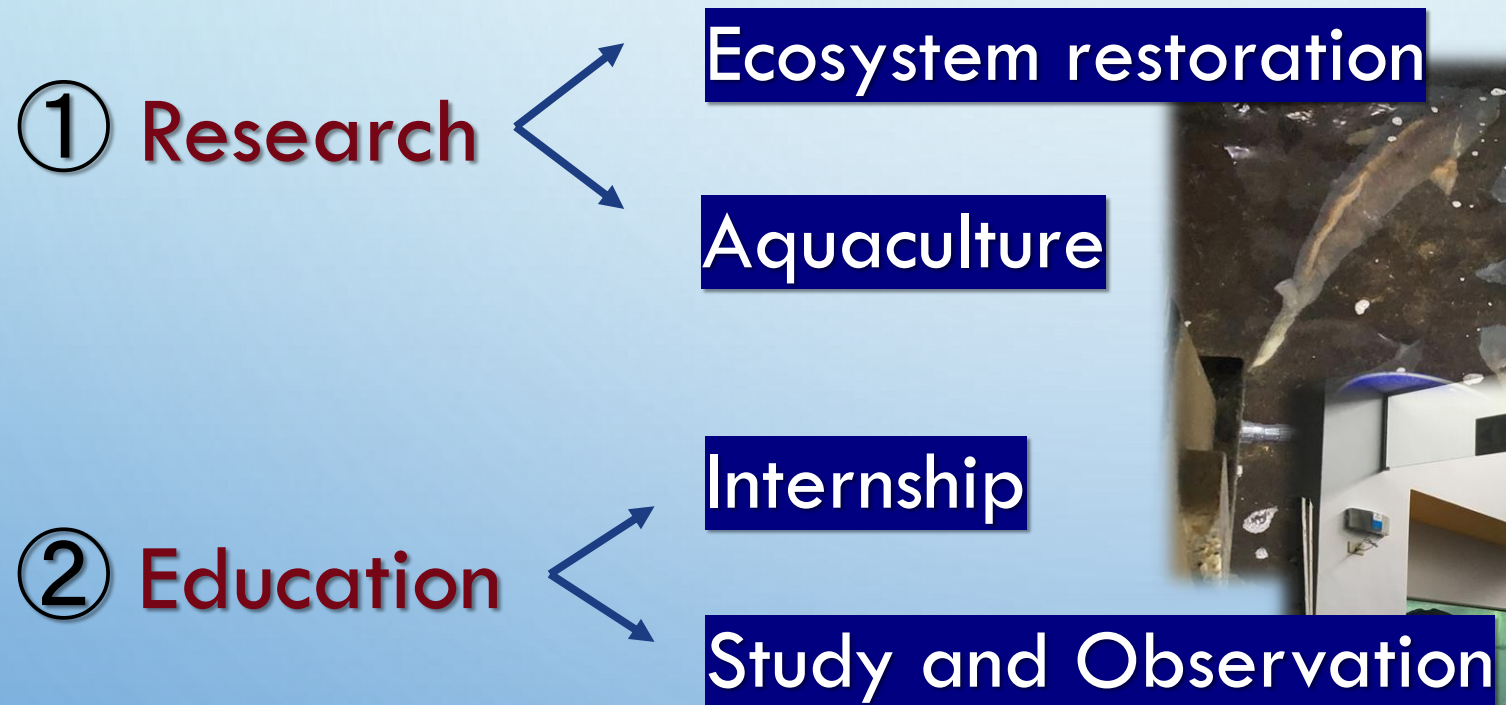 ① Research
Ecosystem restoration
Aquaculture
② Education
Internship
Study and Observation